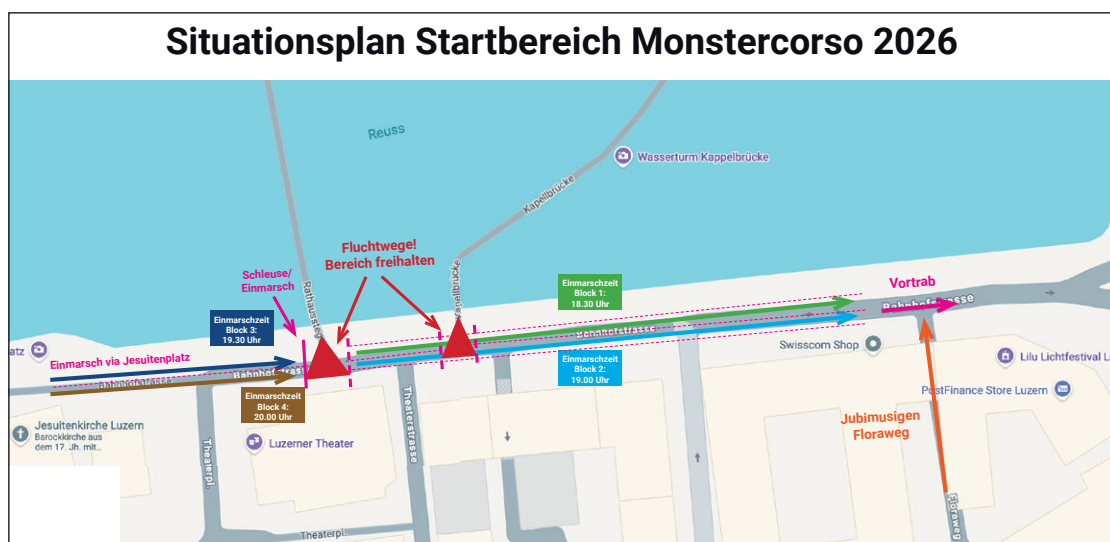 Situationsplan Startbereich Monstercorso 2026
Reuss
Wasserturm Kappelbrücke
Kapellbrücke
Fluchtwege!
Bereich freihalten
Schleuse/
Einmarsch
Rathaussteg
Einmarschzeit
Block 1:
18.30 Uhr
Vortrab
Bahnhofstrasse
Einmarschzeit
Block 3:
19.30 Uhr
Bahnhofstrasse
Swisscom Shop
atz
Einmarsch via Jesuitenplatz
Bahnhofstrasse
Bahnhofstrasse
Einmarschzeit
Block 2:
19.00 Uhr
Lilu Lichtfestival L
PostFinance Store Luzern
Einmarschzeit
Block 4:
20.00 Uhr
Jubimusigen
Floraweg
Jesuitenkirche Luzern
Barockkirche aus
dem 17. Jh. mit...
Luzerner Theater
Theaterstrasse
Theaterpl.
Theaterpl.
Floraweg